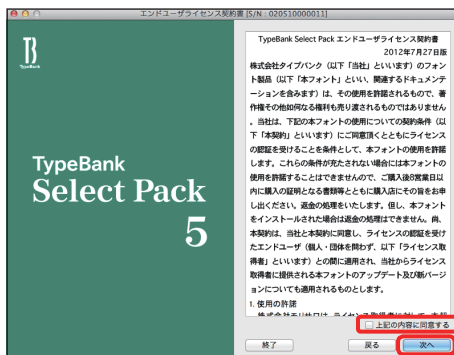 エンドユーザライセンス契約書 [S/N : 020510000011]
TB
TypeBank
TypeBank
Select Pack
5
TypeBank Select Pack エンドユーザライセンス契約書
2012年7月27日版
株式会社タイプバンク（以下「当社」といいます）のフォン
ト製品（以下「本フォント」といい、関連するドキュメンテ
ーションを含みます）は、その使用を許諾されるもので、著
作権その他如何なる権利も売り渡されるものではありません
。当社は、下記の本フォントの使用についての契約条件（以
下「本契約」といいます）にご同意頂くとともにライセンス
の認証を受けることを条件として、本フォントの使用を許諾
します。これらの条件が充たされない場合には本フォントの
使用を許諾することはできませんので、ご購入後8営業日以
内に購入の証明となる書類等とともに購入店にその旨をお申
し出ください。返金の処理をいたします。但し、本フォント
をインストールされた場合は返金の処理はできません。尚、
本契約は、当社と本契約に同意し、ライセンスの認証を受け
たエンドユーザ（個人・団体を問わず、以下「ライセンス取
得者」といいます）との間に適用され、当社からライセンス
取得者に提供される本フォントのアップデート及び新バージ
ョンについても適用されるものとします。
1. 使用の許諾
株式会社モリサワは、ライセンス取得者に対して、本契
上記の内容に同意する
終了
戻る
次へ